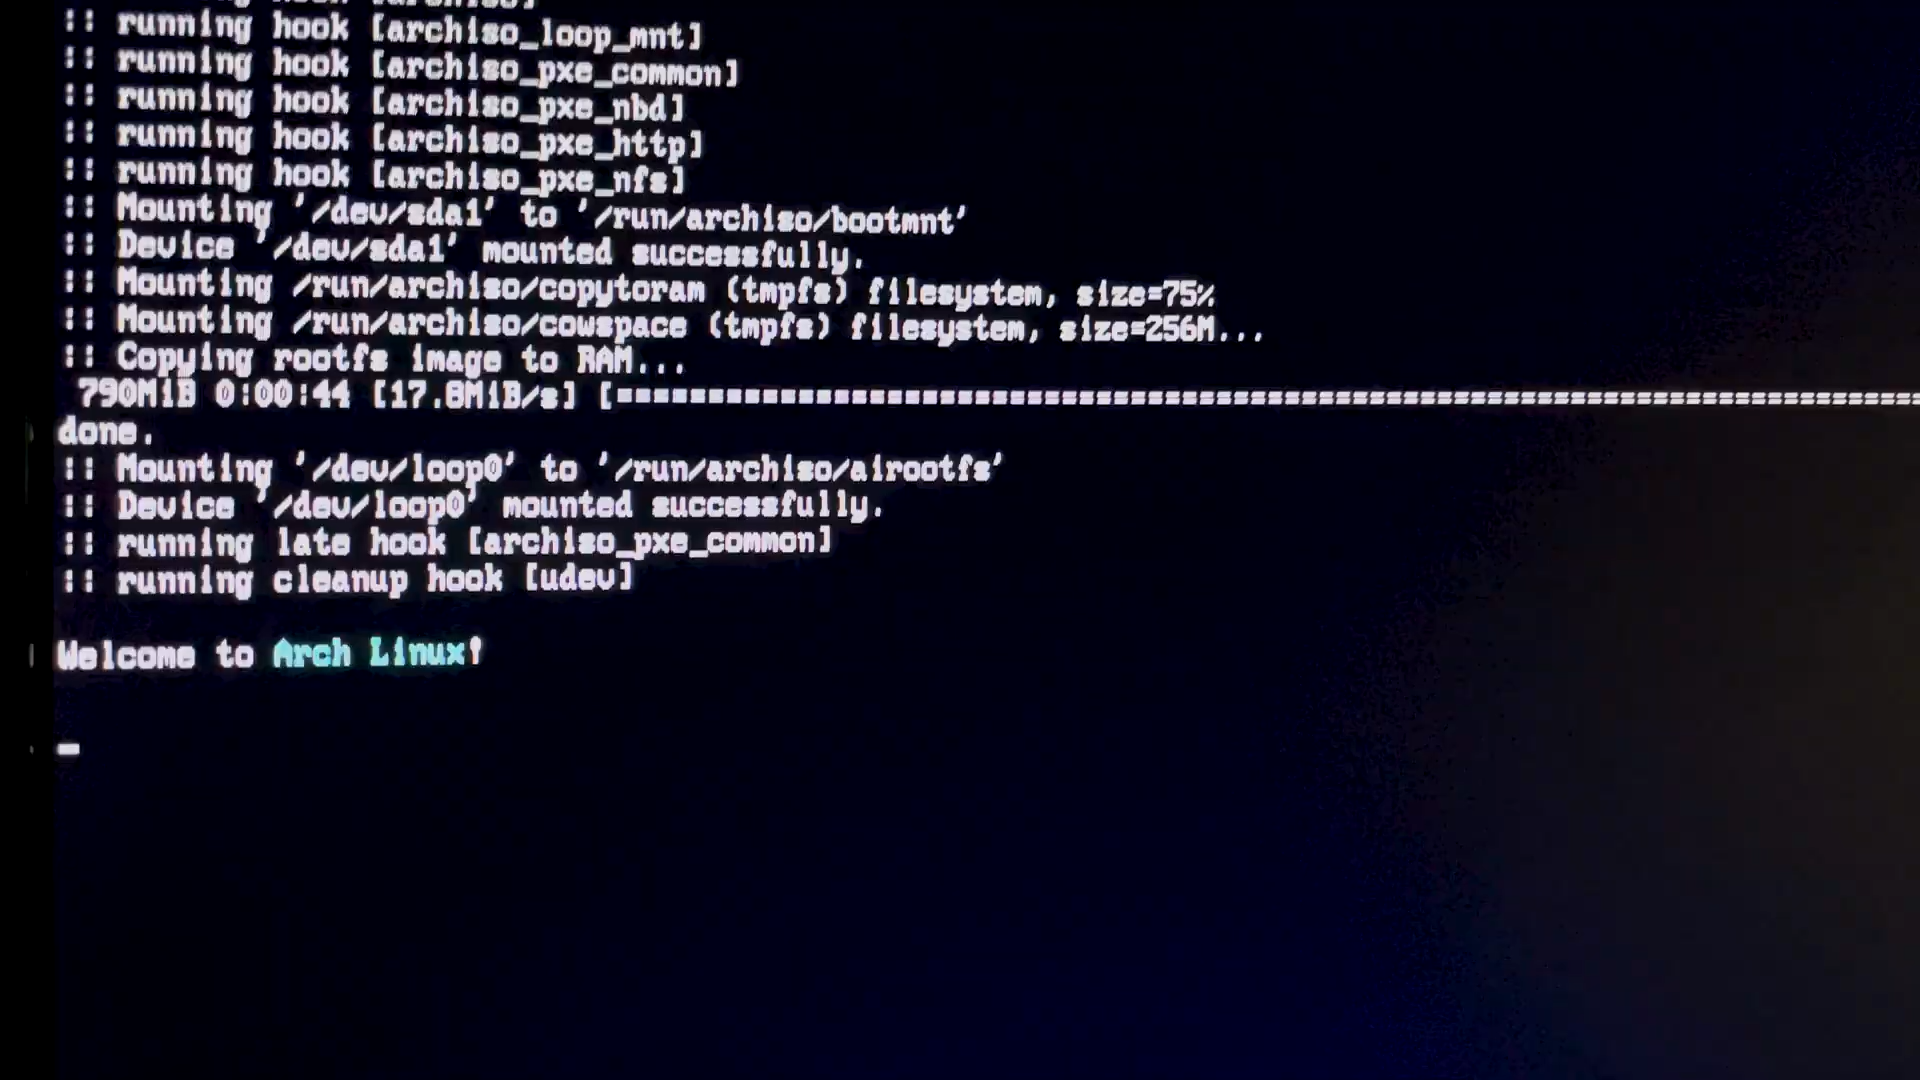 :: running hook [archiso_loop_mnt]
:: running hook [archiso_pxe_common]
:: running hook [archiso_pxe_nbd]
:: running hook [archiso_pxe_http]
:: running hook [archiso_pxe_nfs]
:: Mounting '/dev/sda1' to '/run/archiso/bootmnt'
:: Device '/dev/sda1' mounted successfully.
:: Mounting /run/archiso/copytoram (tmpfs) filesystem, size=75%
:: Mounting /run/archiso/cowspace (tmpfs) filesystem, size=256M...
:: Copying rootfs image to RAM...
790MiB 0:00:44 [17.8MiB/s] [====================================================================
done.
:: Mounting '/dev/loop0' to '/run/archiso/airootfs'
:: Device '/dev/loop0' mounted successfully.
:: running late hook [archiso_pxe_common]
:: running cleanup hook [udev]
Welcome to Arch Linux!